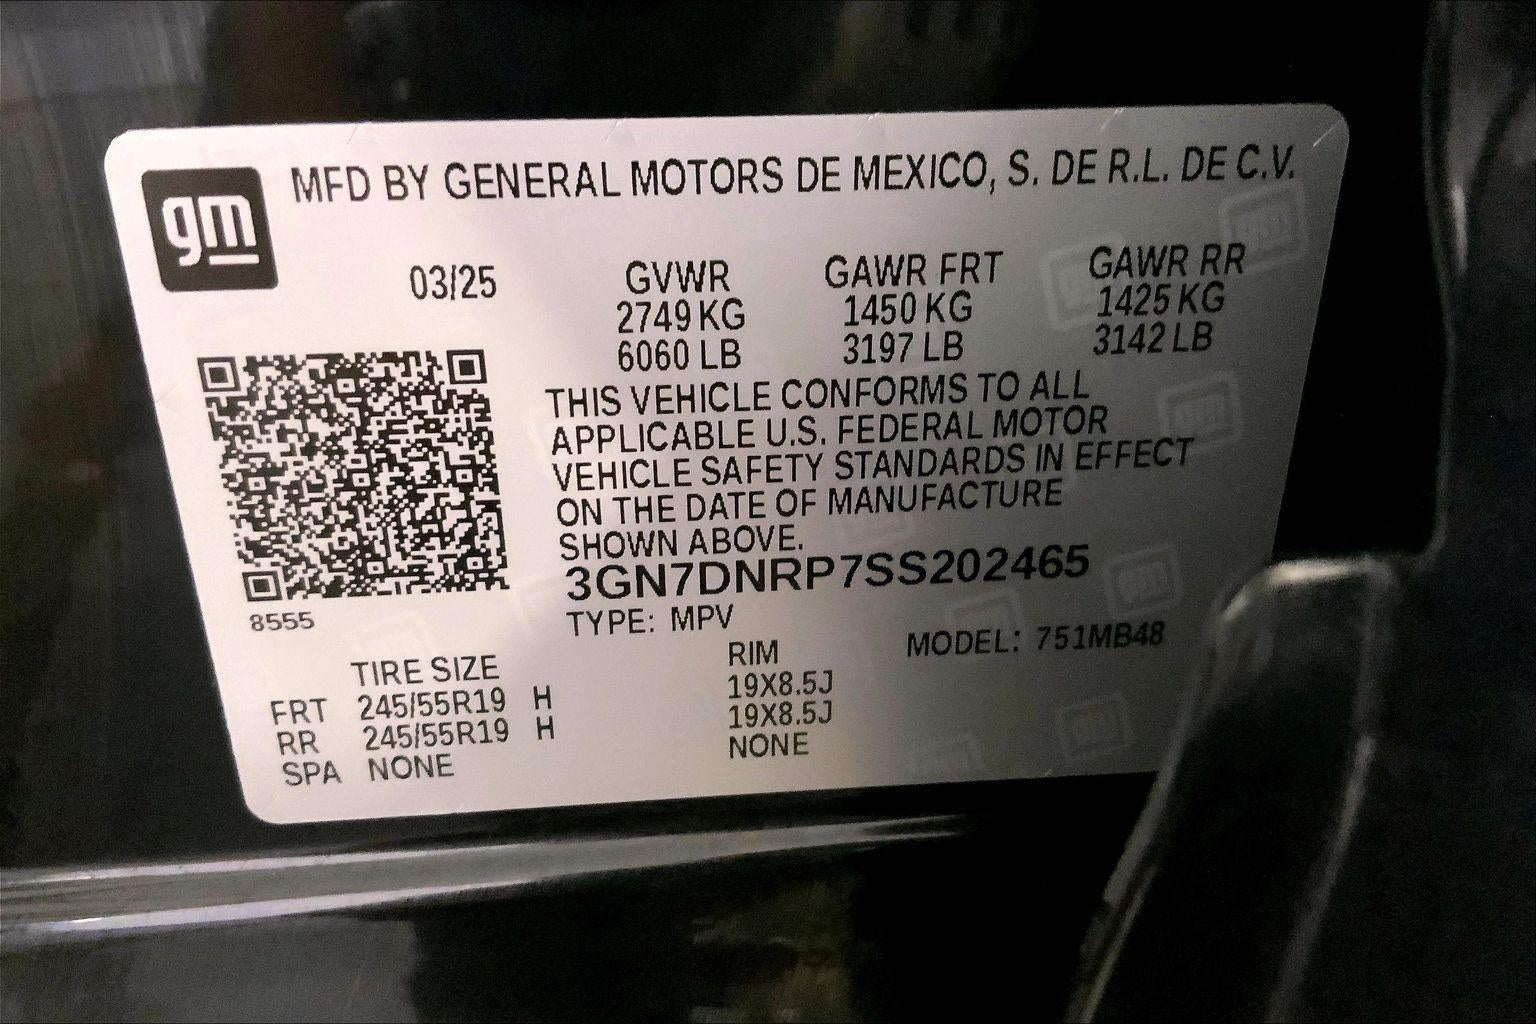 gm
MFD BY GENERAL MOTORS DE MEXICO, S. DE R.L. DE C.V.
03/25 GVWR GAWR FRT GAWR RR
2749 KG 1450 KG 1425 KG
6060 LB 3197 LB 3142 LB
THIS VEHICLE CONFORMS TO ALL
APPLICABLE U.S. FEDERAL MOTOR
VEHICLE SAFETY STANDARDS IN EFFECT
ON THE DATE OF MANUFACTURE
SHOWN ABOVE.
3GN7DNRP7SS202465
8555
TYPE: MPV MODEL: 751MB48
TIRE SIZE RIM
FRT 245/55R19 H 19X8.5J
RR 245/55R19 H 19X8.5J
SPA NONE NONE